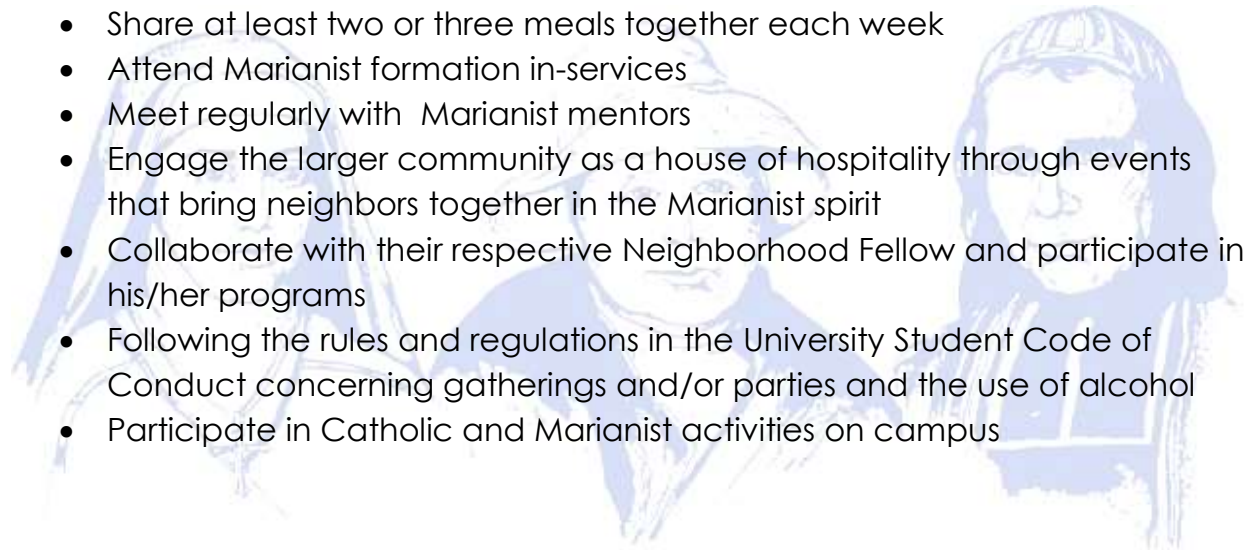 • Share at least two or three meals together each week
• Attend Marianist formation in-services
• Meet regularly with  Marianist mentors
• Engage the larger community as a house of hospitality through events
that bring neighbors together in the Marianist spirit
• Collaborate with their respective Neighborhood Fellow and participate in
his/her programs
• Following the rules and regulations in the University Student Code of
Conduct concerning gatherings and/or parties and the use of alcohol
• Participate in Catholic and Marianist activities on campus